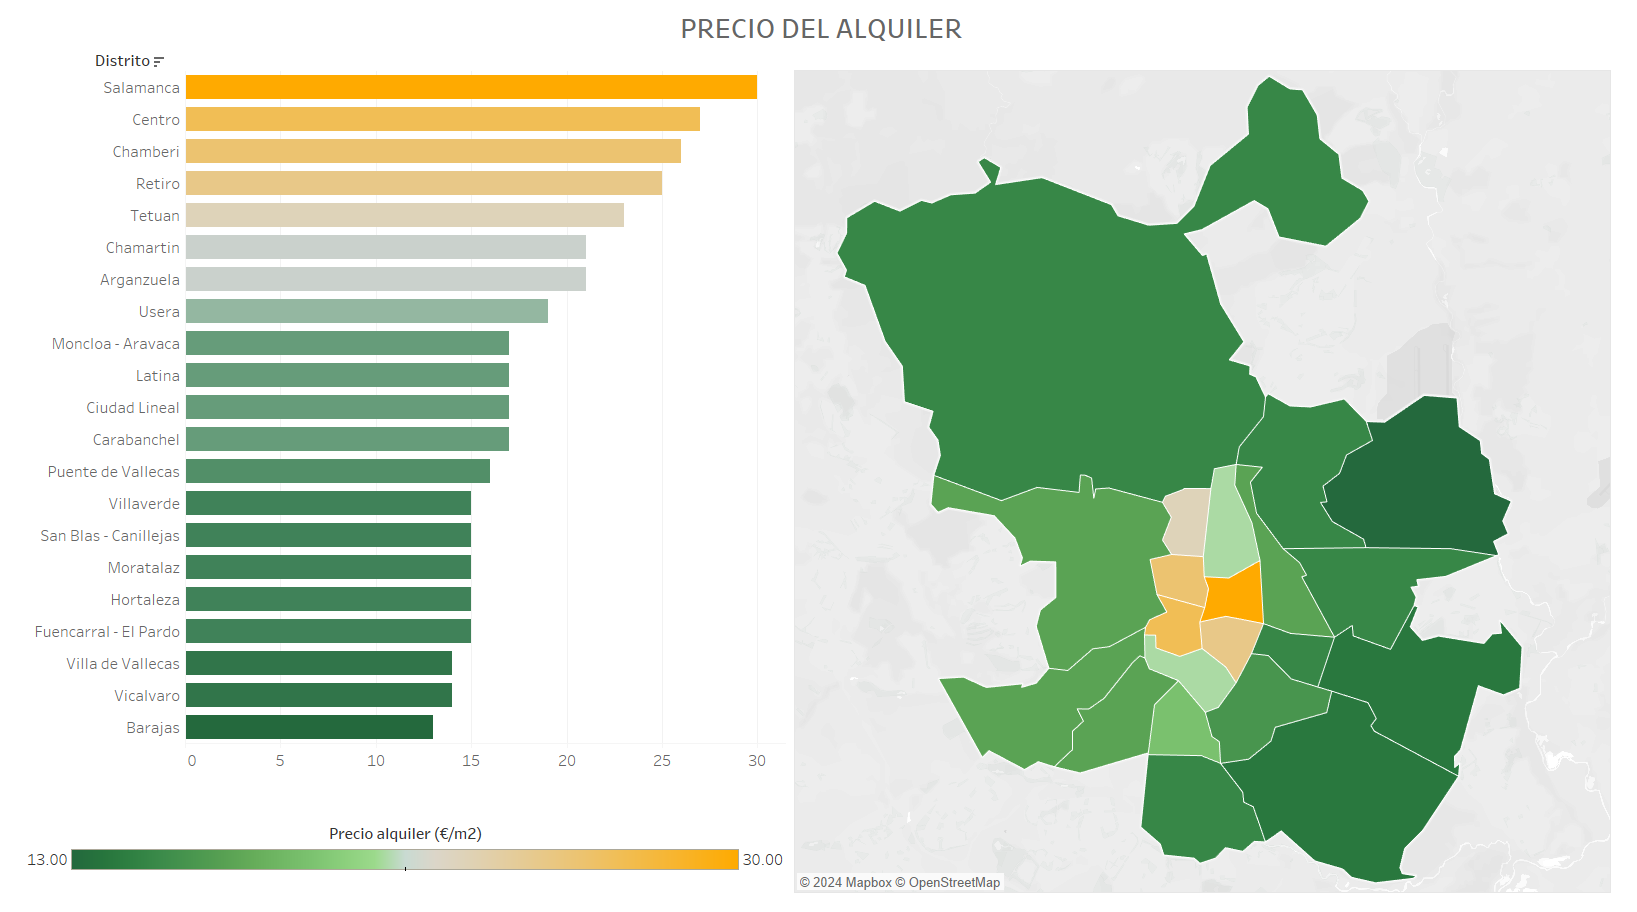 PRECIO DEL ALQUILER
Distrito
Salamanca
Centro
Chamberi
Retiro
Tetuan
Chamartin
Arganzuela
Usera
Moncloa - Aravaca
Latina
Ciudad Lineal
Carabanchel
Puente de Vallecas
Villaverde
San Blas - Canillejas
Moratalaz
Hortaleza
Fuencarral - El Pardo
Villa de Vallecas
Vicalvaro
Barajas
0 5 10 15 20 25 30
Precio alquiler (€/m2)
13.00 30.00
© 2024 Mapbox © OpenStreetMap